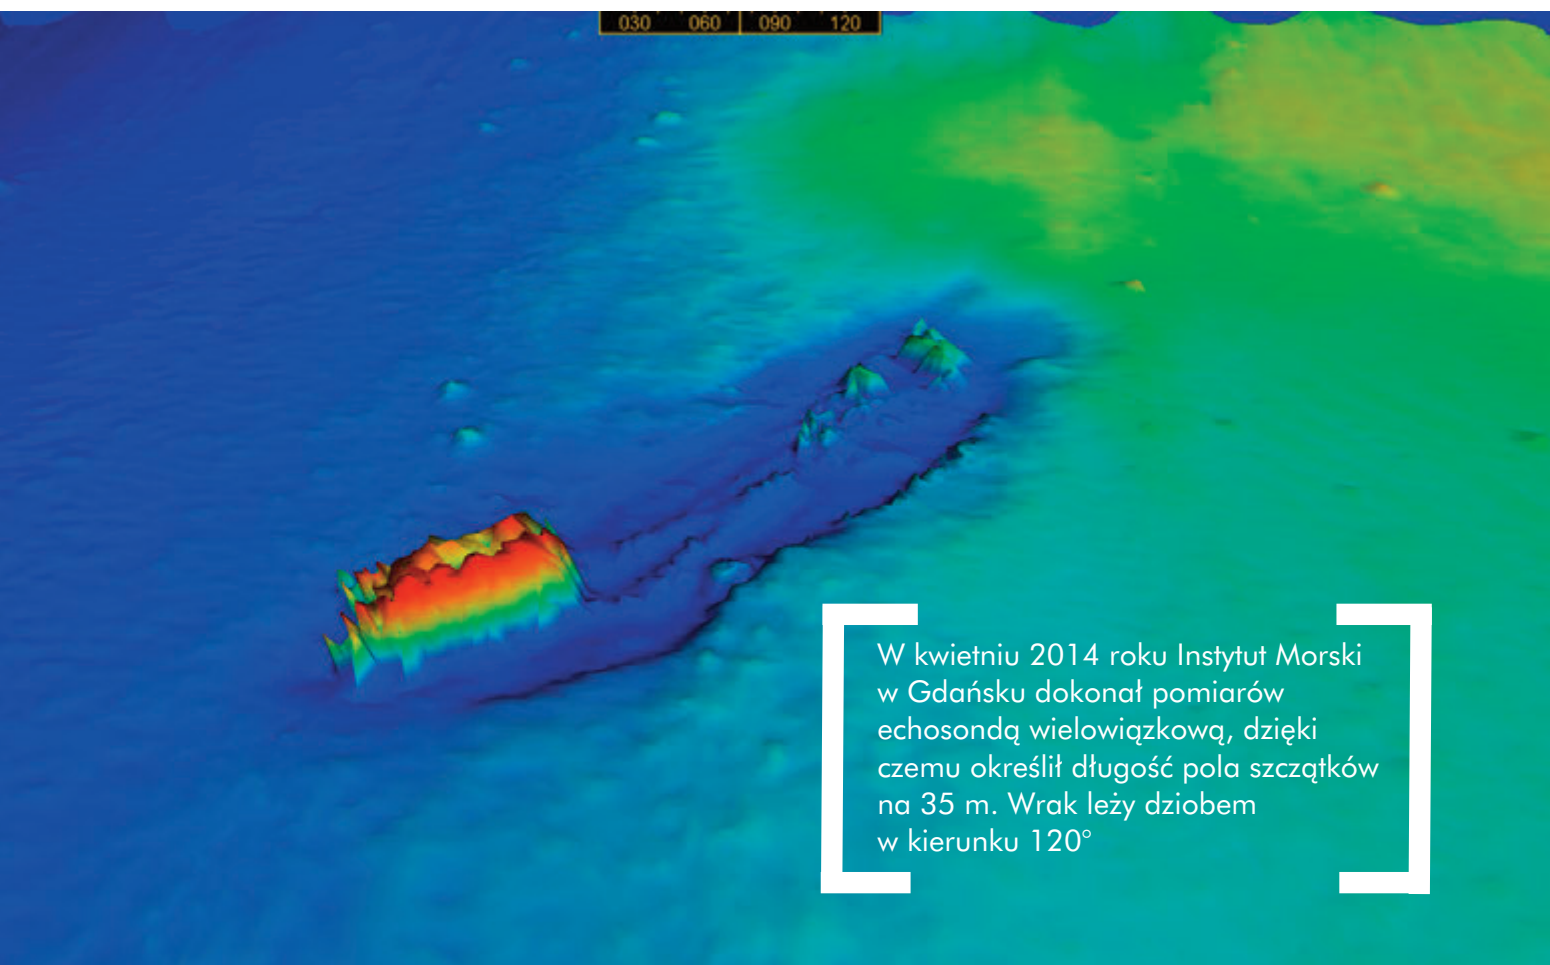 030 060 090 120
W kwietniu 2014 roku Instytut Morski
w Gdańsku dokonał pomiarów
echosondą wielowiązkową, dzięki
czemu określił długość pola szczątków
na 35 m. Wrak leży dziobem
w kierunku 120°